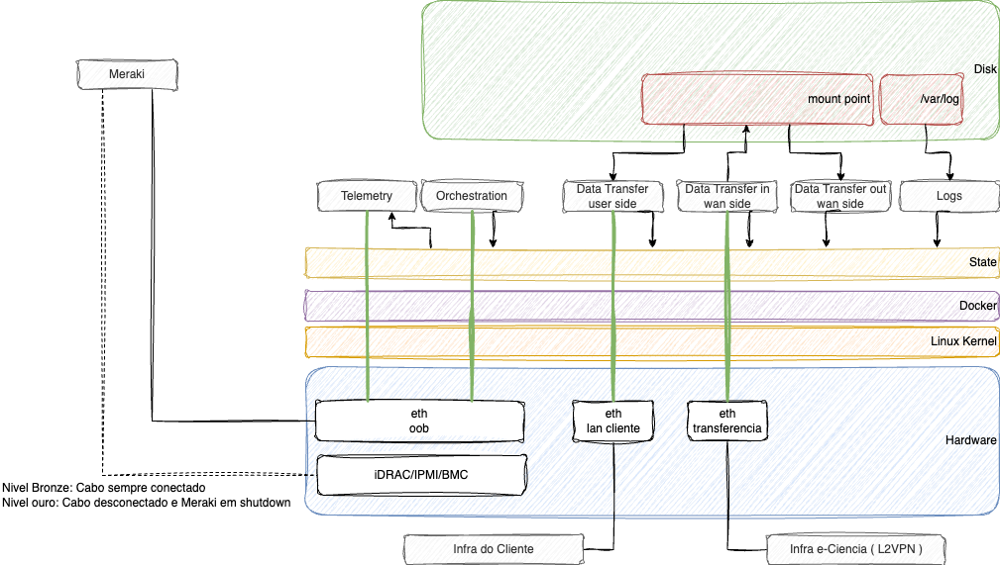 Disk
Meraki
mount point
/var/log
Telemetry
Orchestration
Data Transfer
user side
Data Transfer in
wan side
Data Transfer out
wan side
Logs
State
Docker
Linux Kernel
eth
oob
eth
lan cliente
eth
transferencia
Hardware
iDRAC/IPMI/BMC
Nivel Bronze: Cabo sempre conectado
Nivel ouro: Cabo desconectado e Meraki em shutdown
Infra do Cliente
Infra e-Ciencia ( L2VPN )